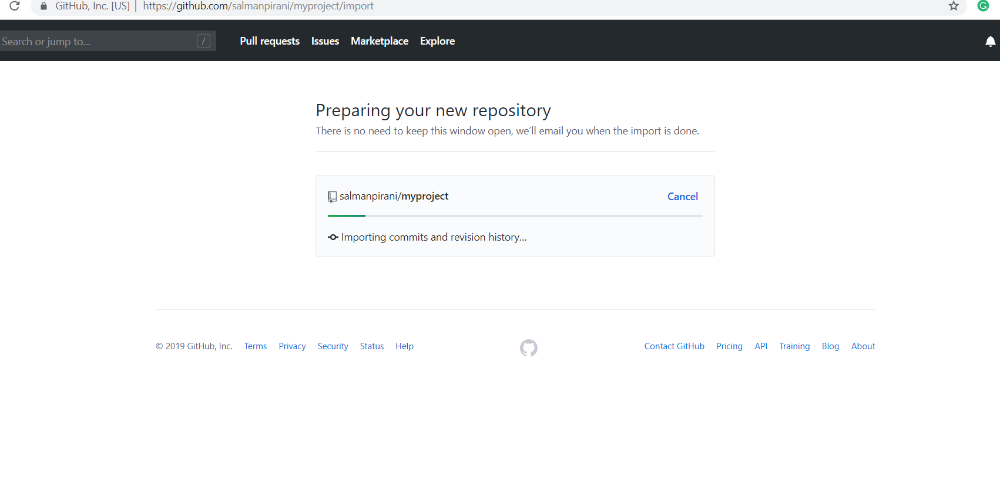 GitHub, Inc. [US] | https://github.com/salmanpirani/myproject/import
Search or jump to... /
Pull requests Issues Marketplace Explore
Preparing your new repository
There is no need to keep this window open, we’ll email you when the import is done.
salmanpirani/myproject Cancel
Importing commits and revision history...
© 2019 GitHub, Inc. Terms Privacy Security Status Help Contact GitHub Pricing API Training Blog About